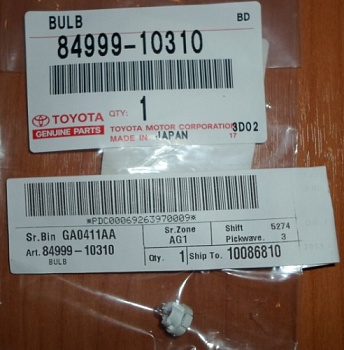 BULB BD
84999-10310
TOYOTA
GENUINE PARTS
QTY: 1
TOYOTA MOTOR CORPORATION
MADE IN JAPAN 17
3D02
*PDC00069263970009*
Sr.Bin GA0411AA
Art. 84999-10310
BULB
Sr.Zone
AG1
Shift 5274
Pickwave. 3
Qty. 1
Ship To. 10086810